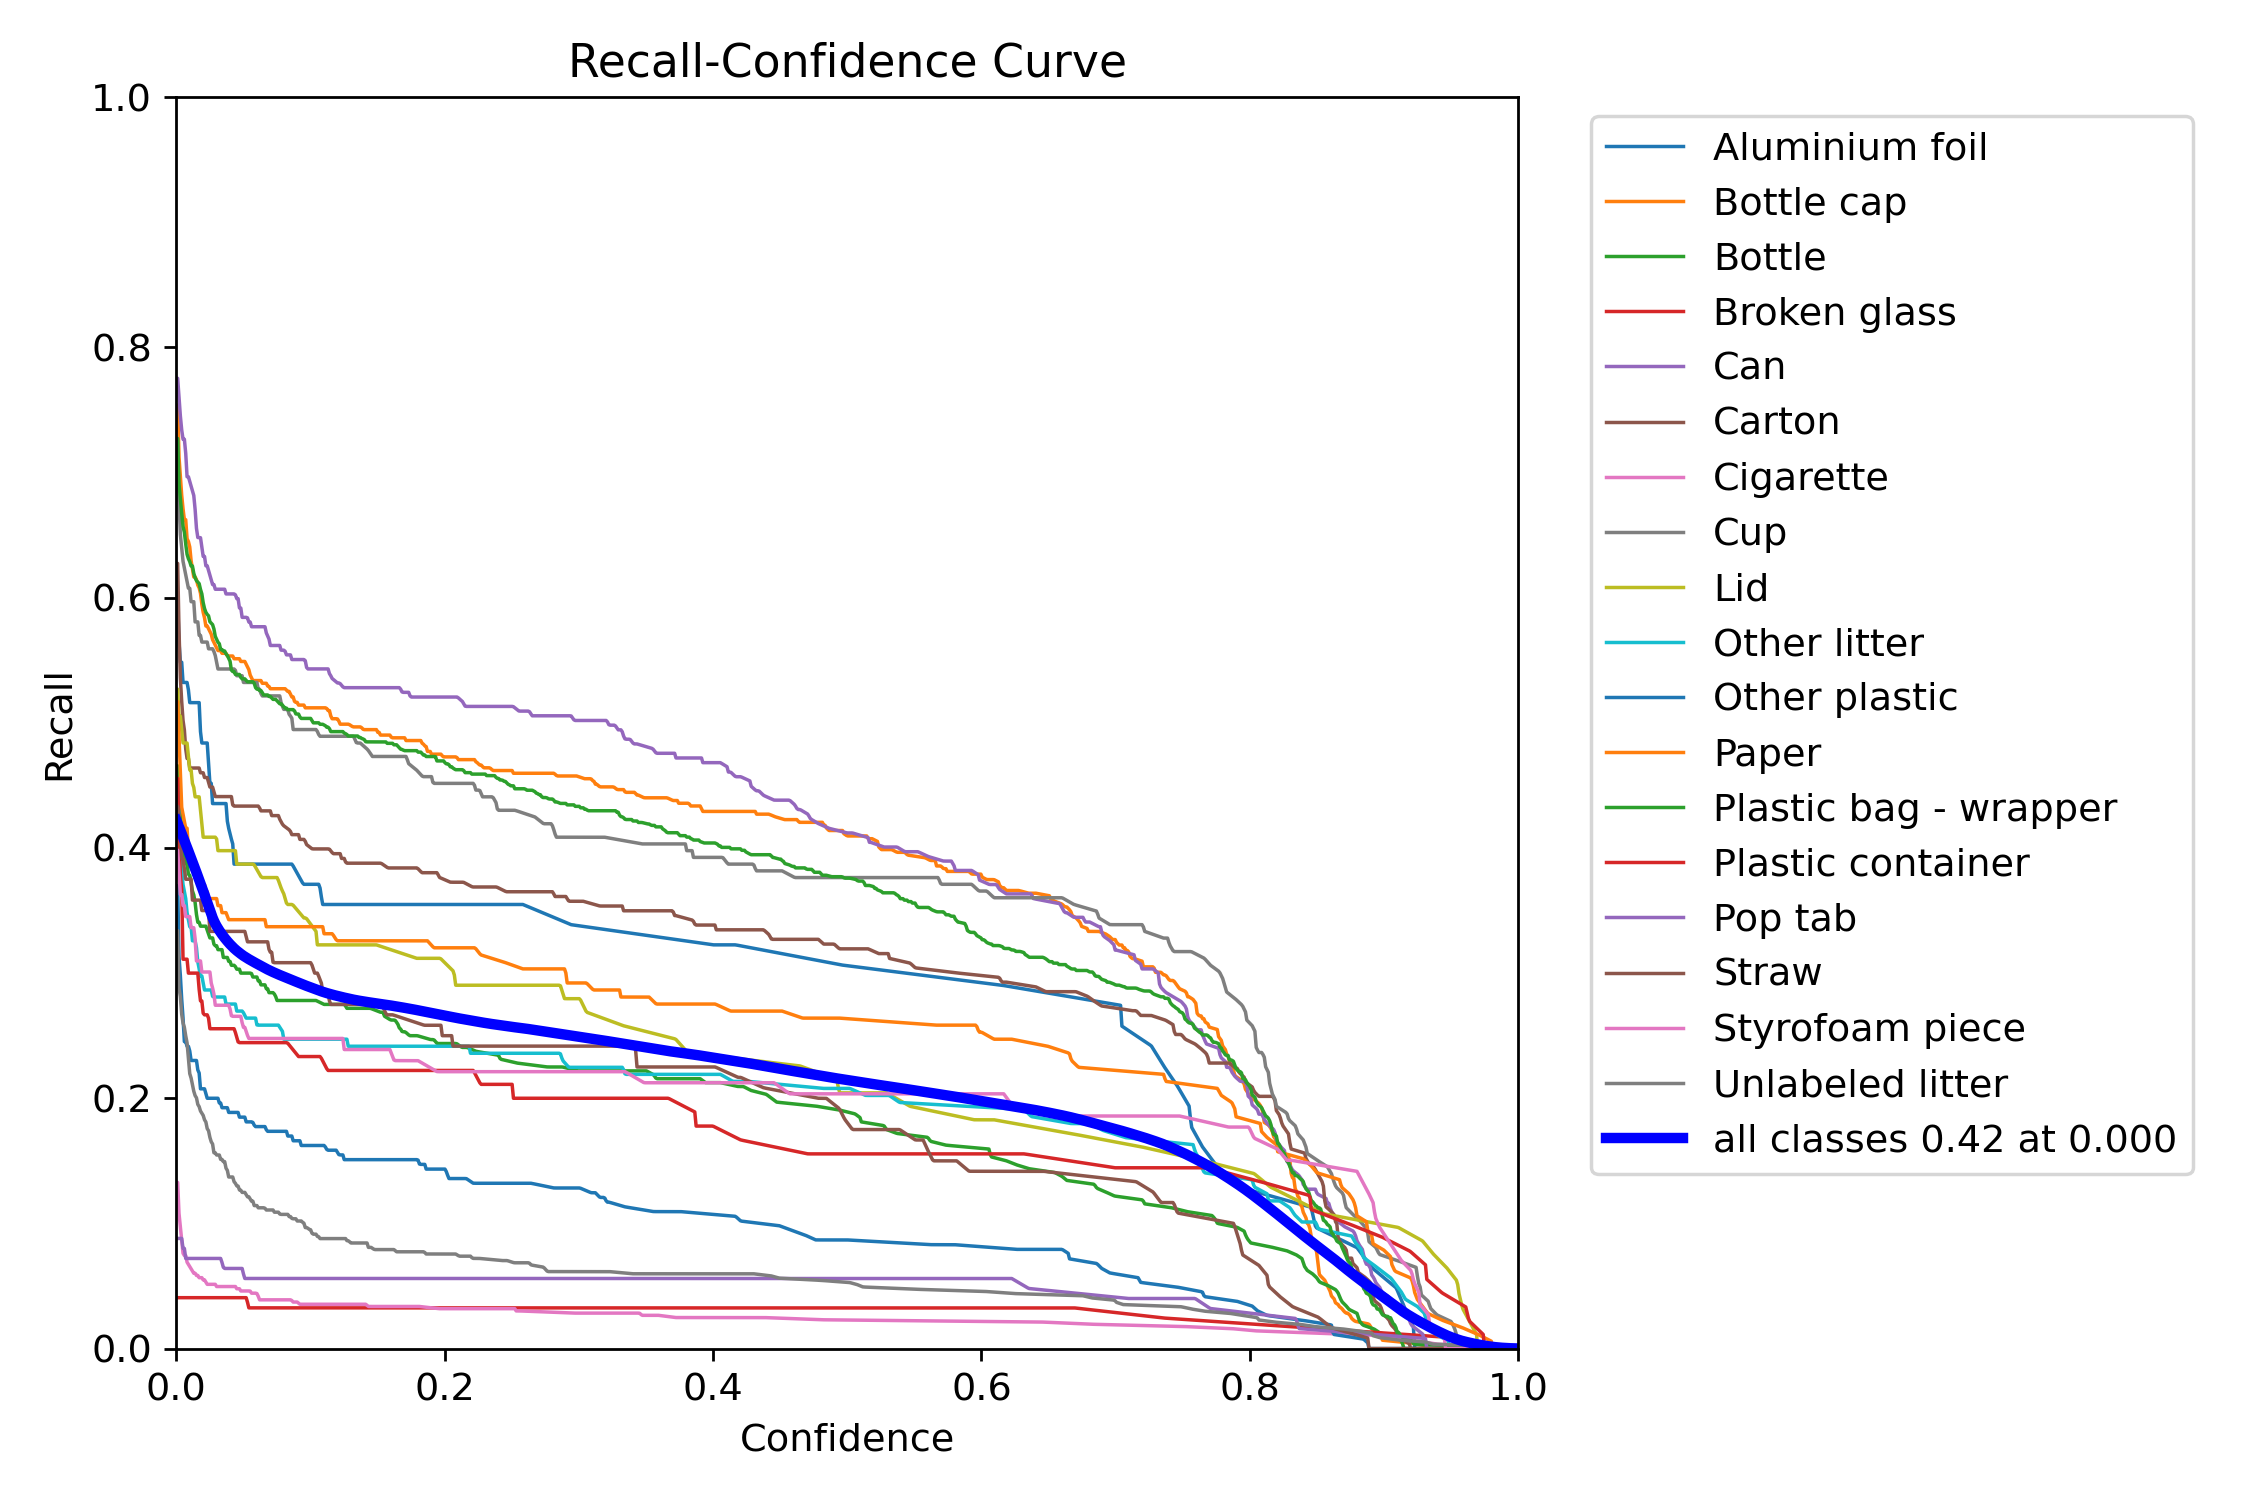 Recall-Confidence Curve
1.0
0.8
0.6
0.4
0.2
0.0
Recall
0.0 0.2 0.4 0.6 0.8 1.0
Confidence
Aluminium foil
Bottle cap
Bottle
Broken glass
Can
Carton
Cigarette
Cup
Lid
Other litter
Other plastic
Paper
Plastic bag - wrapper
Plastic container
Pop tab
Straw
Styrofoam piece
Unlabeled litter
all classes 0.42 at 0.000